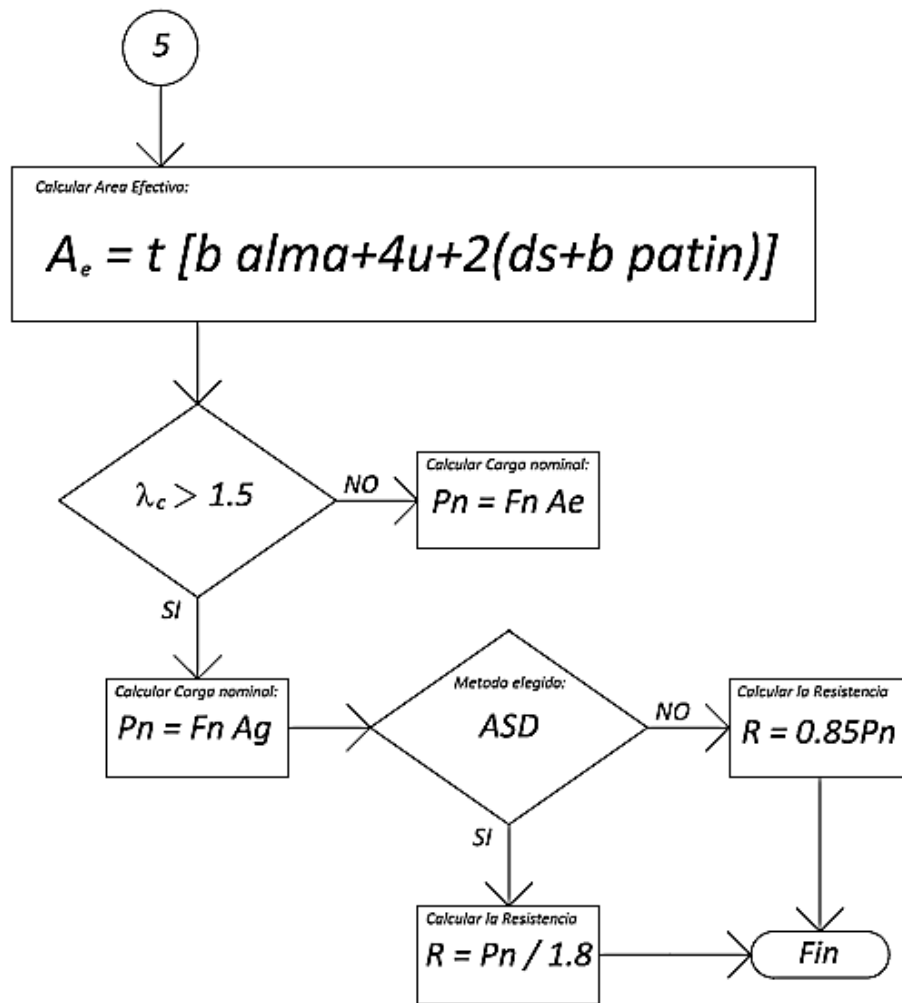 5
Calcular Area Efectiva:
Aₑ = t [b alma+4u+2(ds+b patin)]
λc > 1.5
NO
Calcular Carga nominal:
Pn = Fn Ae
SI
Calcular Carga nominal:
Pn = Fn Ag
Metodo elegido:
ASD
NO
Calcular la Resistencia
R = 0.85Pn
SI
Calcular la Resistencia
R = Pn / 1.8
Fin